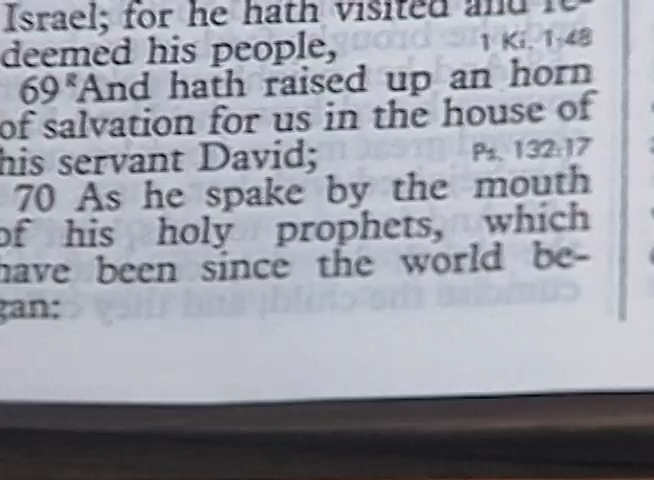 Israel; for he hath visited and re-
deemed his people, 1 Ki. 1:48
69 gAnd hath raised up an horn
of salvation for us in the house of
his servant David; Ps. 132:17
70 As he spake by the mouth
of his holy prophets, which
have been since the world be-
gan: